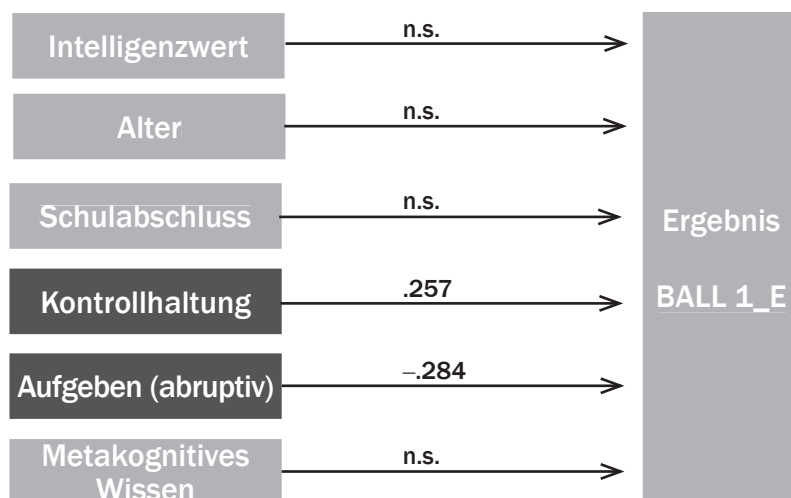 Intelligenzwert
n.s.
Alter
n.s.
Schulabschluss
n.s.
Kontrollhaltung
.257
Aufgeben (abruptiv)
–.284
Metakognitives
Wissen
n.s.
Ergebnis
BALL 1_E